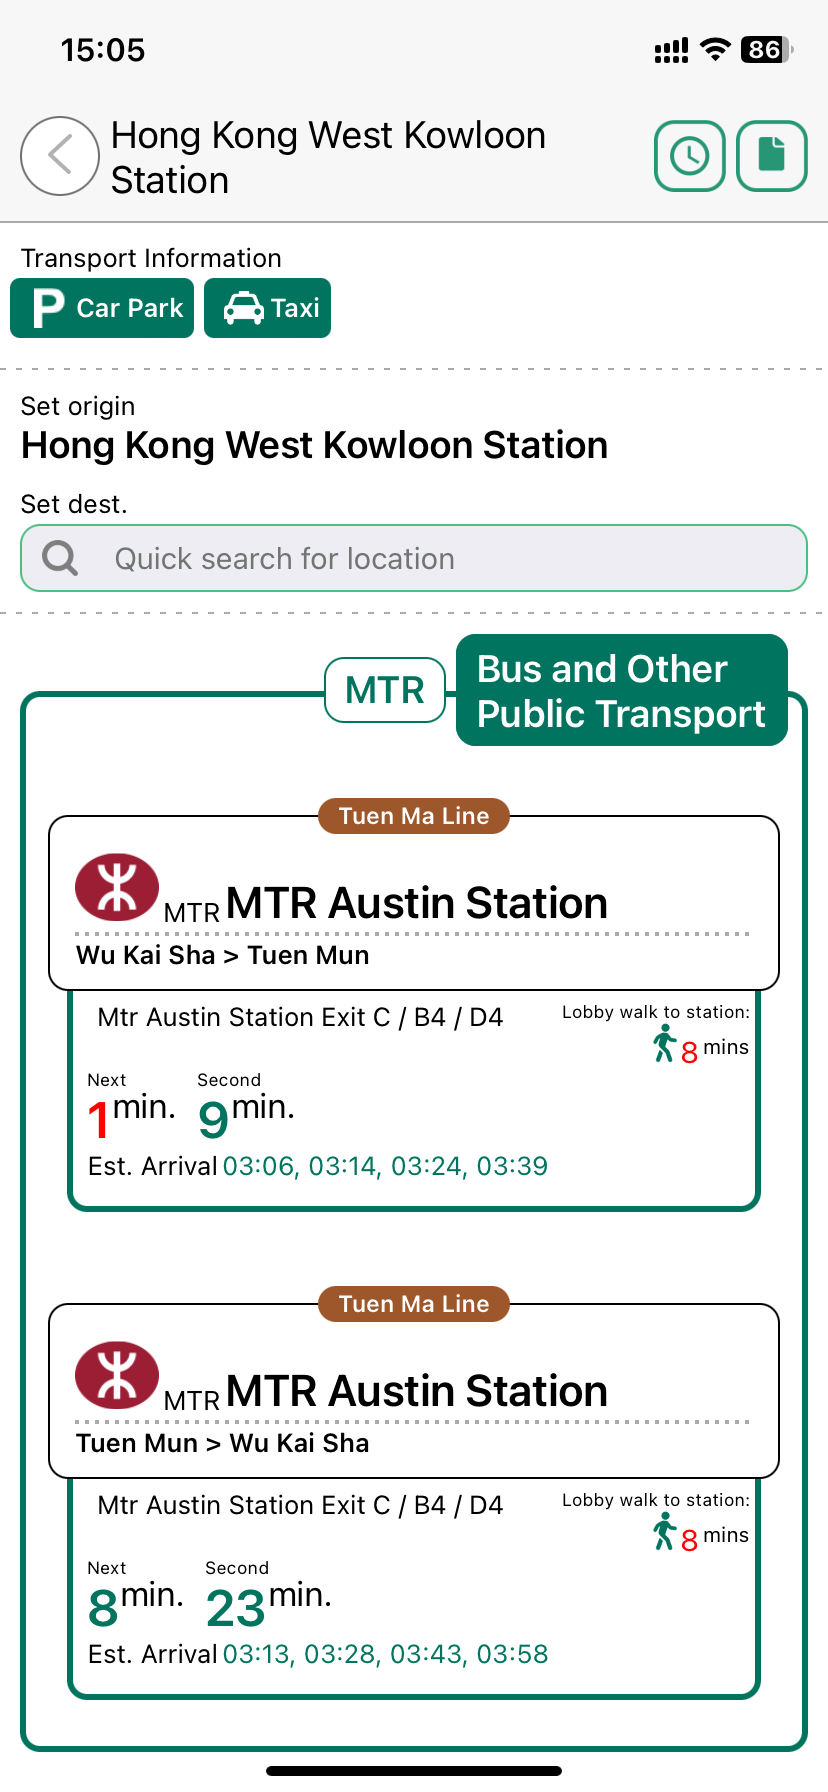 15:05
86
Hong Kong West Kowloon
Station
Transport Information
P Car Park
Taxi
Set origin
Hong Kong West Kowloon Station
Set dest.
Quick search for location
MTR
Bus and Other
Public Transport
Tuen Ma Line
MTR MTR Austin Station
Wu Kai Sha > Tuen Mun
Mtr Austin Station Exit C / B4 / D4
Lobby walk to station:
8 mins
Next Second
1 min. 9 min.
Est. Arrival 03:06, 03:14, 03:24, 03:39
Tuen Ma Line
MTR MTR Austin Station
Tuen Mun > Wu Kai Sha
Mtr Austin Station Exit C / B4 / D4
Lobby walk to station:
8 mins
Next Second
8 min. 23 min.
Est. Arrival 03:13, 03:28, 03:43, 03:58